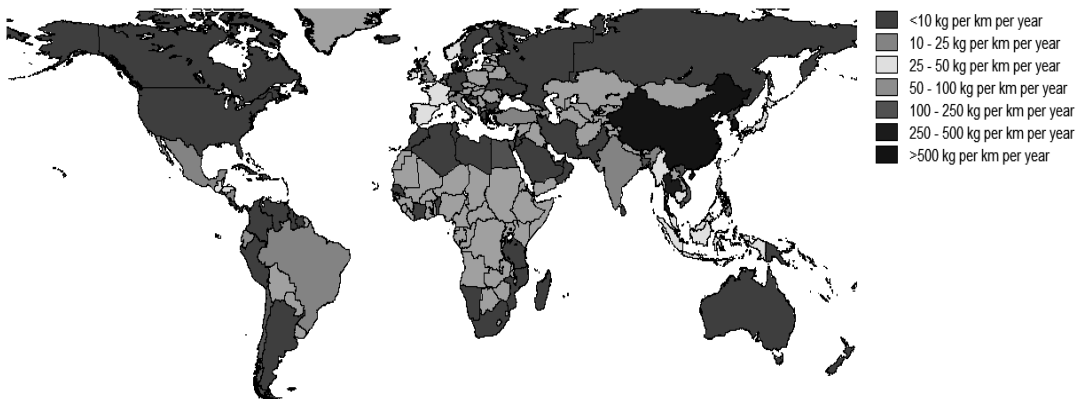 <10 kg per km per year
10 - 25 kg per km per year
25 - 50 kg per km per year
50 - 100 kg per km per year
100 - 250 kg per km per year
250 - 500 kg per km per year
>500 kg per km per year